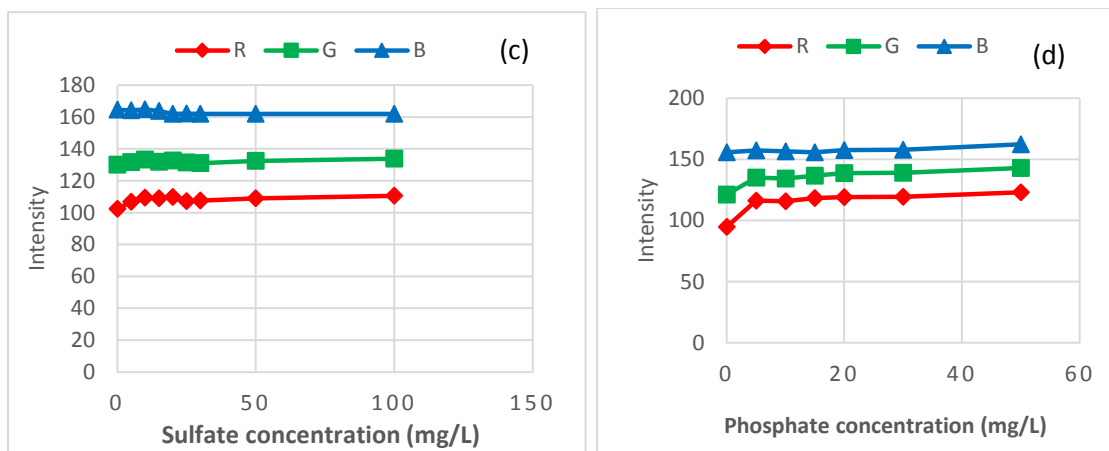 R G B (c)
180
160
140
120
100
80
60
40
20
0
Intensity
0 50 100 150
Sulfate concentration (mg/L)
R G B (d)
200
150
100
50
0
Intensity
0 20 40 60
Phosphate concentration (mg/L)